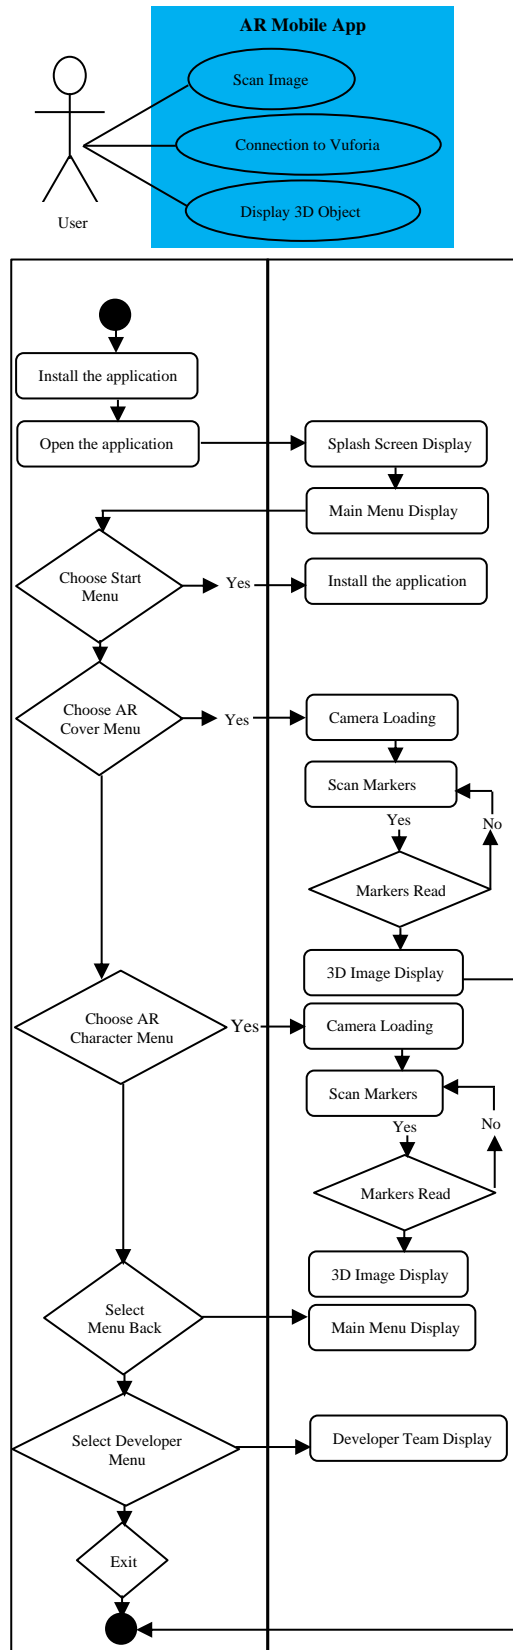 AR Mobile App
Scan Image
Connection to Vuforia
Display 3D Object
User
Install the application
Open the application
Splash Screen Display
Main Menu Display
Choose Start
Menu
Yes
Install the application
Choose AR
Cover Menu
Yes
Camera Loading
Scan Markers
Yes
No
Markers Read
3D Image Display
Choose AR
Character Menu
Yes
Camera Loading
Scan Markers
Yes
No
Markers Read
3D Image Display
Select
Menu Back
Main Menu Display
Select Developer
Menu
Developer Team Display
Exit